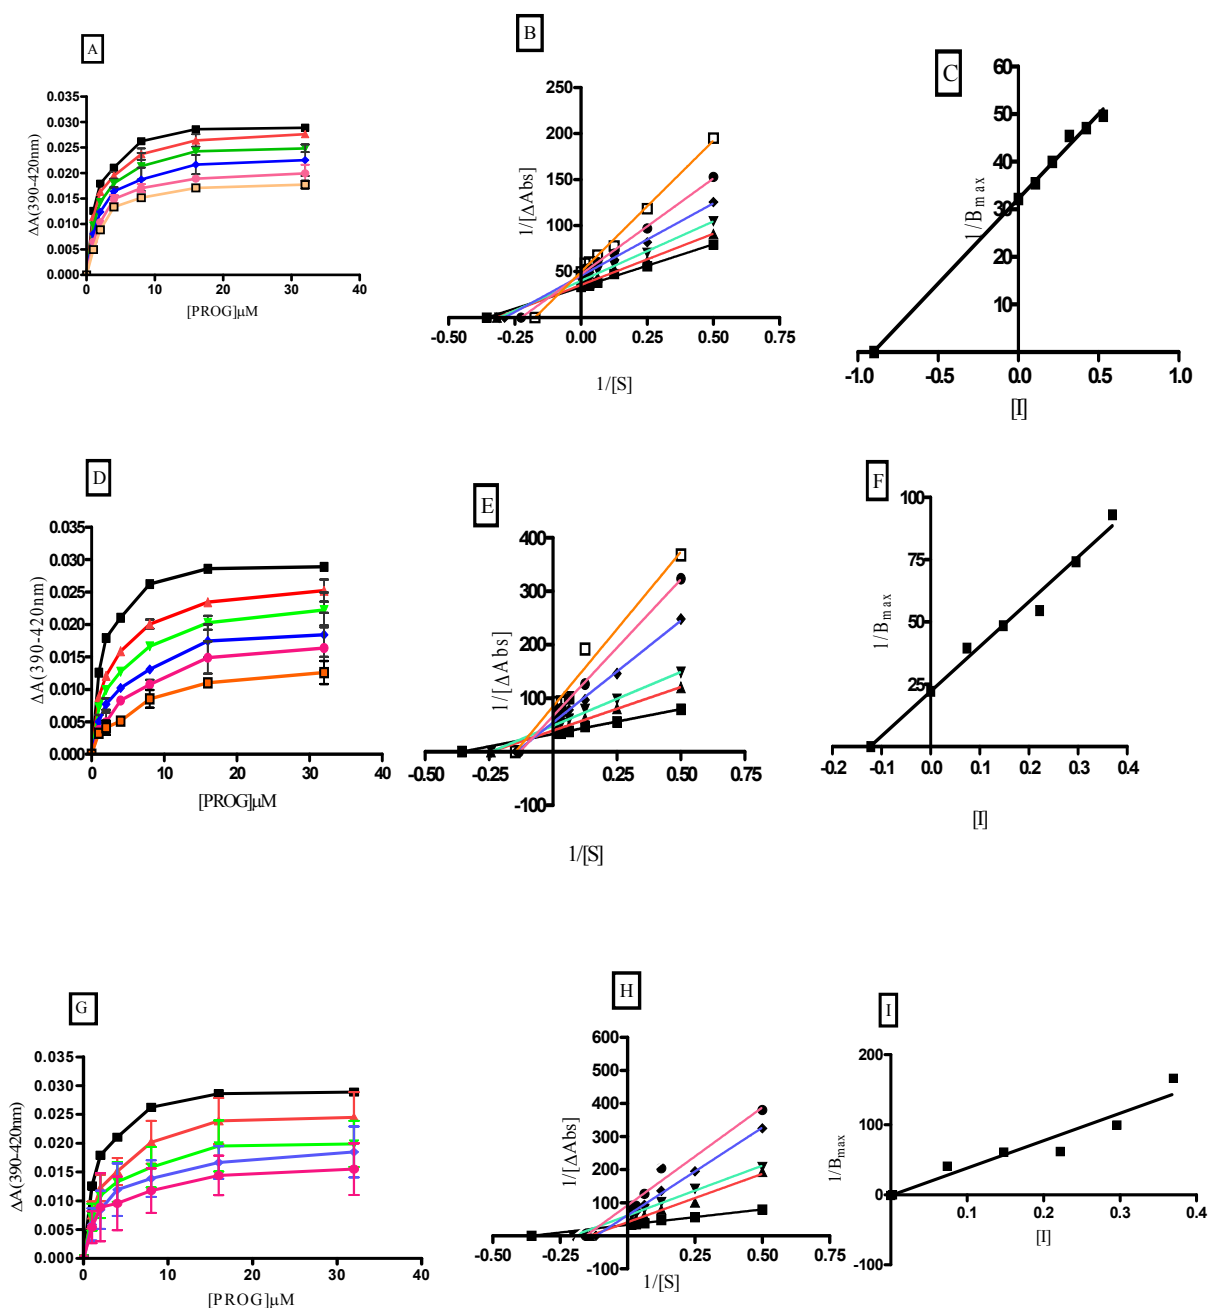 A
0.035
0.030
0.025
0.020
0.015
0.010
0.005
0.000
ΔA(390-420nm)
0 10 20 30 40
[PROG]μM
B
250
200
150
100
50
1/[ΔAbs]
-0.50 -0.25 0.00 0.25 0.50 0.75
1/[S]
C
60
50
40
30
20
10
1/Bmax
-1.0 -0.5 0.0 0.5 1.0
[I]
D
0.035
0.030
0.025
0.020
0.015
0.010
0.005
0.000
ΔA(390-420nm)
0 10 20 30 40
[PROG]μM
E
400
300
200
100
-100
1/[ΔAbs]
-0.50 -0.25 0.25 0.50 0.75
1/[S]
F
100
75
50
25
1/Bmax
-0.2 -0.1 0.0 0.1 0.2 0.3 0.4
[I]
G
0.035
0.030
0.025
0.020
0.015
0.010
0.005
0.000
ΔA(390-420nm)
0 10 20 30 40
[PROG]μM
H
600
500
400
300
200
100
-100
1/[ΔAbs]
-0.50 -0.25 0.25 0.50 0.75
1/[S]
I
200
100
0
-100
1/Bmax
0.1 0.2 0.3 0.4
[I]